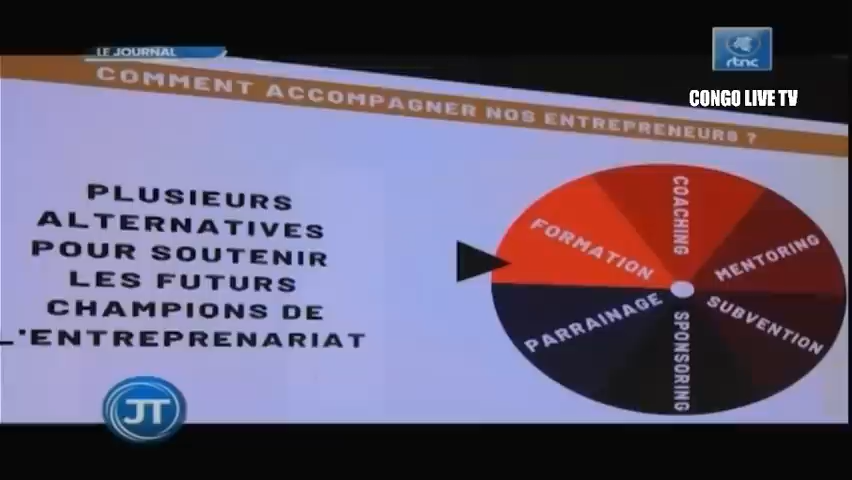 LE JOURNAL
rtnc
CONGO LIVE TV
COMMENT ACCOMPAGNER NOS ENTREPRENEURS ?
PLUSIEURS
ALTERNATIVES
POUR SOUTENIR
LES FUTURS
CHAMPIONS DE
L'ENTREPRENARIAT
FORMATION
COACHING
MENTORING
SUBVENTION
SPONSORING
PARRAINAGE
JT